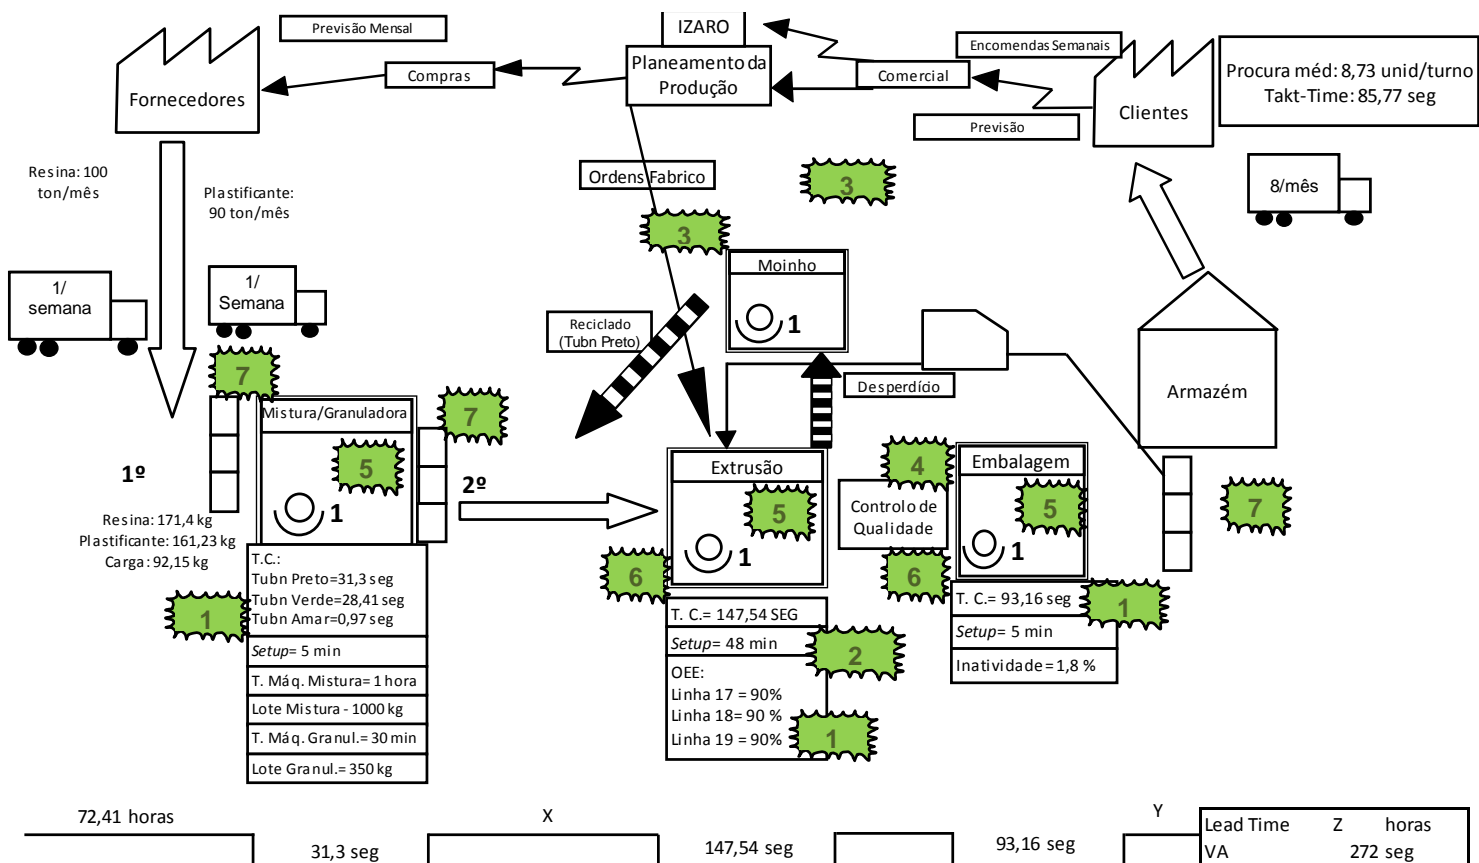 Previsão Mensal
IZARO
Planeamento da
Produção
Encomendas Semanais
Procura méd: 8,73 unid/turno
Takt-Time: 85,77 seg
Fornecedores
Compras
Comercial
Clientes
Previsão
Resina: 100
ton/mês
Plastificante:
90 ton/mês
Ordens Fabrico
3
8/mês
3
1/
semana
1/
Semana
Moinho
1
Reciclado
(Tubn Preto)
Desperdício
Armazém
7
7
Mistura/Granuladora
5
1
1º
2º
Resina: 171,4 kg
Plastificante: 161,23 kg
Carga: 92,15 kg
Extrusão
5
1
4
Controlo de
Qualidade
6
6
Embalagem
5
1
7
1
T.C.:
Tubn Preto=31,3 seg
Tubn Verde=28,41 seg
Tubn Amar=0,97 seg
Setup= 5 min
T. Máq. Mistura= 1 hora
Lote Mistura - 1000 kg
T. Máq. Granul.= 30 min
Lote Granul.= 350 kg
T. C.= 147,54 SEG
Setup= 48 min
2
OEE:
Linha 17 = 90%
Linha 18= 90 %
Linha 19 = 90%
1
T. C.= 93,16 seg
1
Setup= 5 min
Inatividade= 1,8 %
72,41 horas
31,3 seg
X
147,54 seg
93,16 seg
Y
Lead Time Z horas
VA 272 seg